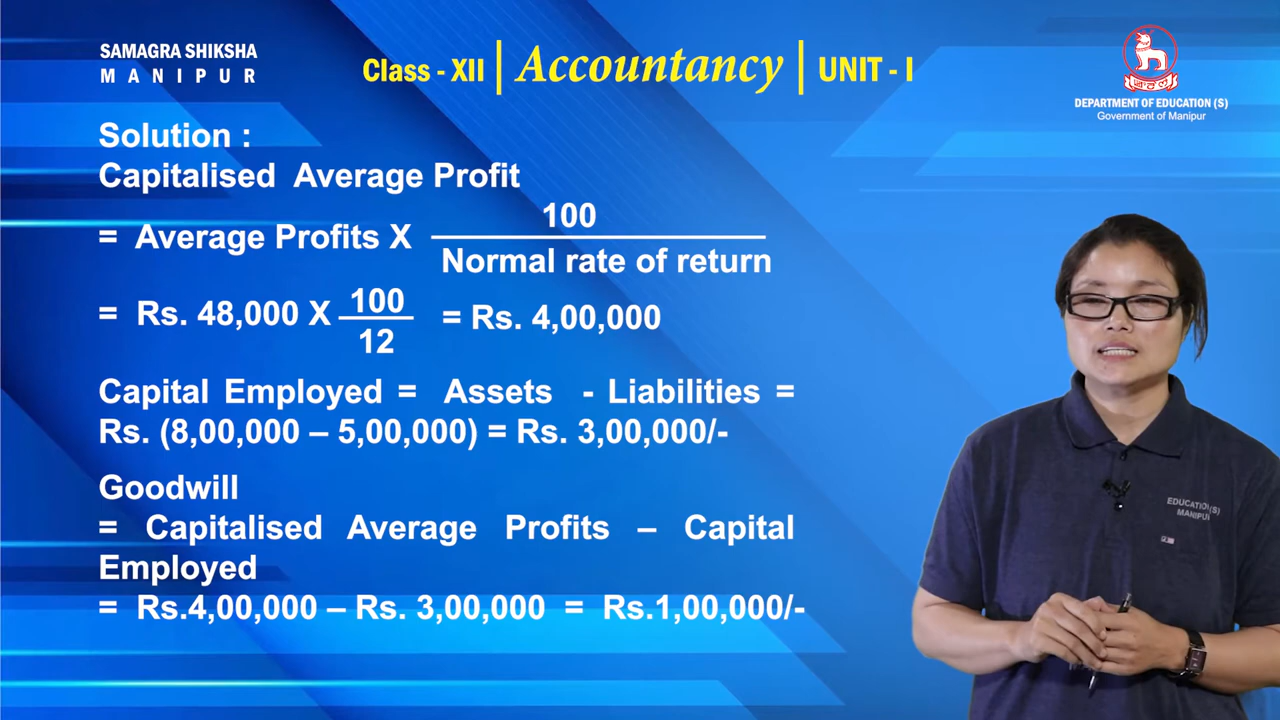 SAMAGRA SHIKSHA
MANIPUR
Class - XII | Accountancy | UNIT - I
DEPARTMENT OF EDUCATION (S)
Government of Manipur
Solution :
Capitalised Average Profit
= Average Profits X 100 / Normal rate of return
= Rs. 48,000 X 100 / 12 = Rs. 4,00,000
Capital Employed = Assets - Liabilities =
Rs. (8,00,000 – 5,00,000) = Rs. 3,00,000/-
Goodwill
= Capitalised Average Profits – Capital
Employed
= Rs.4,00,000 – Rs. 3,00,000 = Rs.1,00,000/-
EDUCATION(S)
MANIPUR